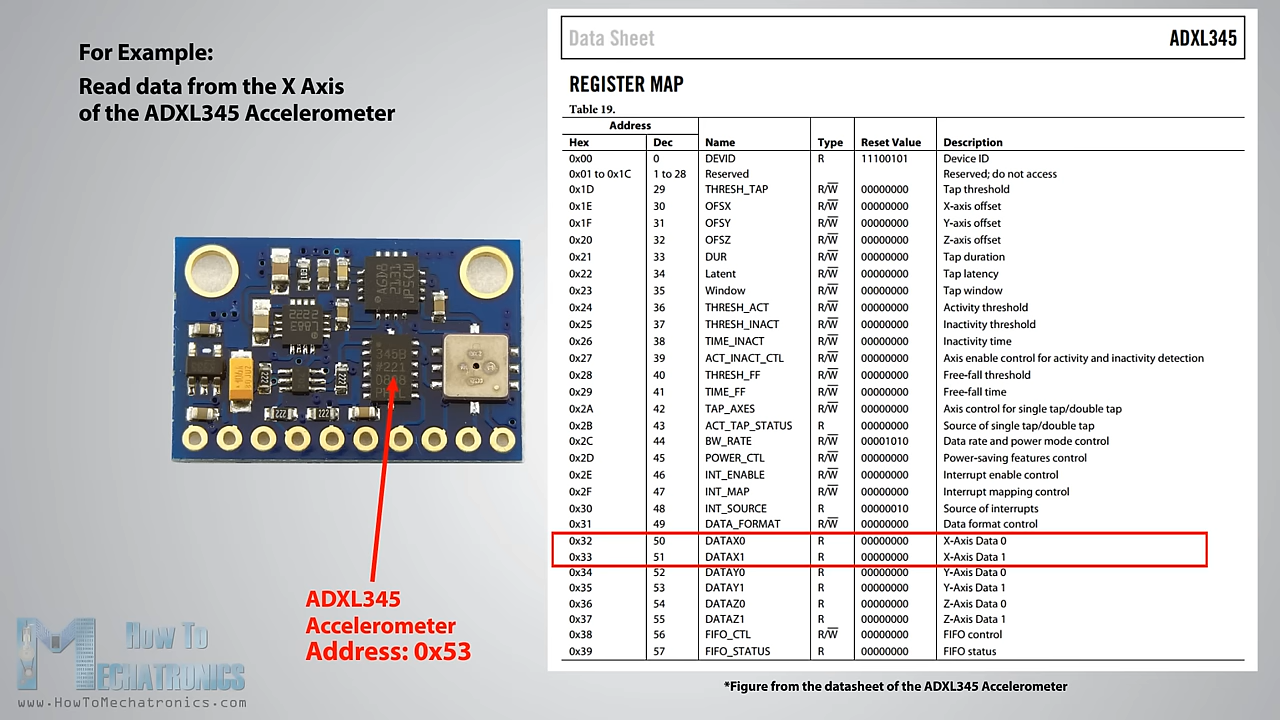 For Example:
Read data from the X Axis
of the ADXL345 Accelerometer
Data Sheet ADXL345
REGISTER MAP
Table 19.
Address
Hex Dec Name Type Reset Value Description
0x00 0 DEVID R 11100101 Device ID
0x01 to 0x1C 1 to 28 Reserved Reserved; do not access
0x1D 29 THRESH_TAP R/W̅ 00000000 Tap threshold
0x1E 30 OFSX R/W̅ 00000000 X-axis offset
0x1F 31 OFSY R/W̅ 00000000 Y-axis offset
0x20 32 OFSZ R/W̅ 00000000 Z-axis offset
0x21 33 DUR R/W̅ 00000000 Tap duration
0x22 34 Latent R/W̅ 00000000 Tap latency
0x23 35 Window R/W̅ 00000000 Tap window
0x24 36 THRESH_ACT R/W̅ 00000000 Activity threshold
0x25 37 THRESH_INACT R/W̅ 00000000 Inactivity threshold
0x26 38 TIME_INACT R/W̅ 00000000 Inactivity time
0x27 39 ACT_INACT_CTL R/W̅ 00000000 Axis enable control for activity and inactivity detection
0x28 40 THRESH_FF R/W̅ 00000000 Free-fall threshold
0x29 41 TIME_FF R/W̅ 00000000 Free-fall time
0x2A 42 TAP_AXES R/W̅ 00000000 Axis control for single tap/double tap
0x2B 43 ACT_TAP_STATUS R 00000000 Source of single tap/double tap
0x2C 44 BW_RATE R/W̅ 00001010 Data rate and power mode control
0x2D 45 POWER_CTL R/W̅ 00000000 Power-saving features control
0x2E 46 INT_ENABLE R/W̅ 00000000 Interrupt enable control
0x2F 47 INT_MAP R/W̅ 00000000 Interrupt mapping control
0x30 48 INT_SOURCE R 00000010 Source of interrupts
0x31 49 DATA_FORMAT R/W̅ 00000000 Data format control
0x32 50 DATAX0 R 00000000 X-Axis Data 0
0x33 51 DATAX1 R 00000000 X-Axis Data 1
0x34 52 DATAY0 R 00000000 Y-Axis Data 0
0x35 53 DATAY1 R 00000000 Y-Axis Data 1
0x36 54 DATAZ0 R 00000000 Z-Axis Data 0
0x37 55 DATAZ1 R 00000000 Z-Axis Data 1
0x38 56 FIFO_CTL R/W̅ 00000000 FIFO control
0x39 57 FIFO_STATUS R 00000000 FIFO status
*Figure from the datasheet of the ADXL345 Accelerometer
AGD8
2131
L883
2222
345B
#221
222
222
ADXL345
Accelerometer
Address: 0x53
How To
MECHATRONICS
www.HowToMechatronics.com